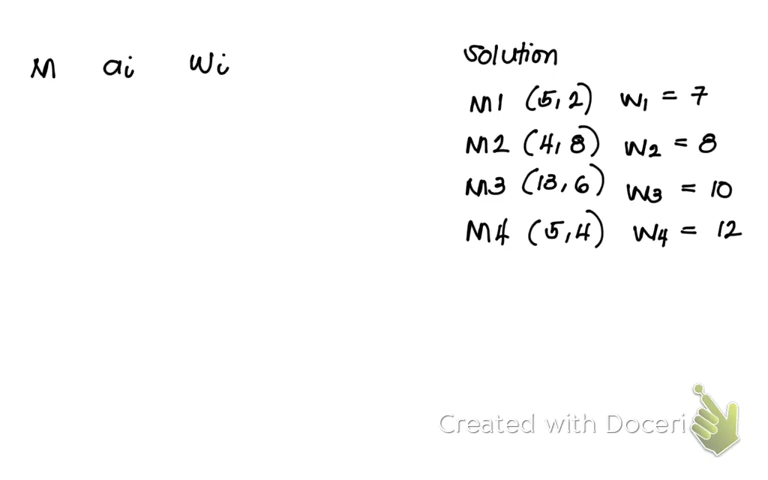 M ai Wi
Solution
M1 (5,2) W1 = 7
M2 (4,8) W2 = 8
M3 (13,6) W3 = 10
M4 (5,4) W4 = 12
Created with Doceri